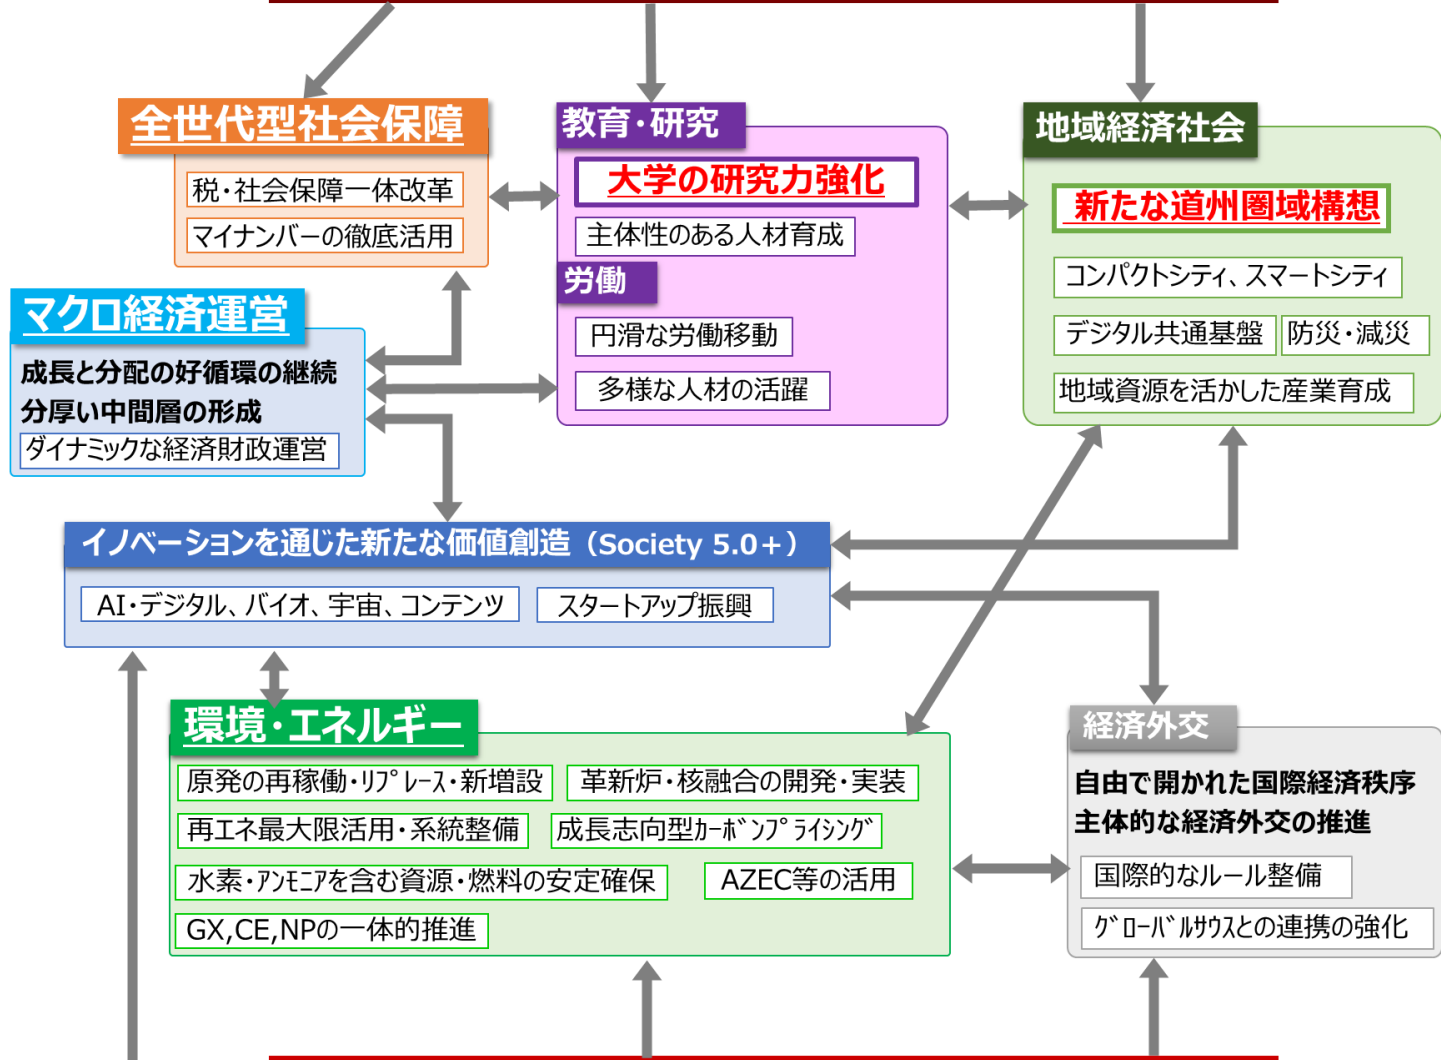 全世代型社会保障
税・社会保障一体改革
マイナンバーの徹底活用
教育・研究
大学の研究力強化
主体性のある人材育成
労働
円滑な労働移動
多様な人材の活躍
地域経済社会
新たな道州圏域構想
コンパクトシティ、スマートシティ
デジタル共通基盤
防災・減災
地域資源を活かした産業育成
マクロ経済運営
成長と分配の好循環の継続
分厚い中間層の形成
ダイナミックな経済財政運営
イノベーションを通じた新たな価値創造（Society 5.0＋）
AI・デジタル、バイオ、宇宙、コンテンツ
スタートアップ振興
環境・エネルギー
原発の再稼働・ﾘﾌﾟﾚｰｽ・新増設
革新炉・核融合の開発・実装
再エネ最大限活用・系統整備
成長志向型ｶｰﾎﾞﾝﾌﾟﾗｲｼﾝｸﾞ
水素・ｱﾝﾓﾆｱを含む資源・燃料の安定確保
AZEC等の活用
GX,CE,NPの一体的推進
経済外交
自由で開かれた国際経済秩序
主体的な経済外交の推進
国際的なルール整備
ｸﾞﾛｰﾊﾞﾙｻｳｽとの連携の強化